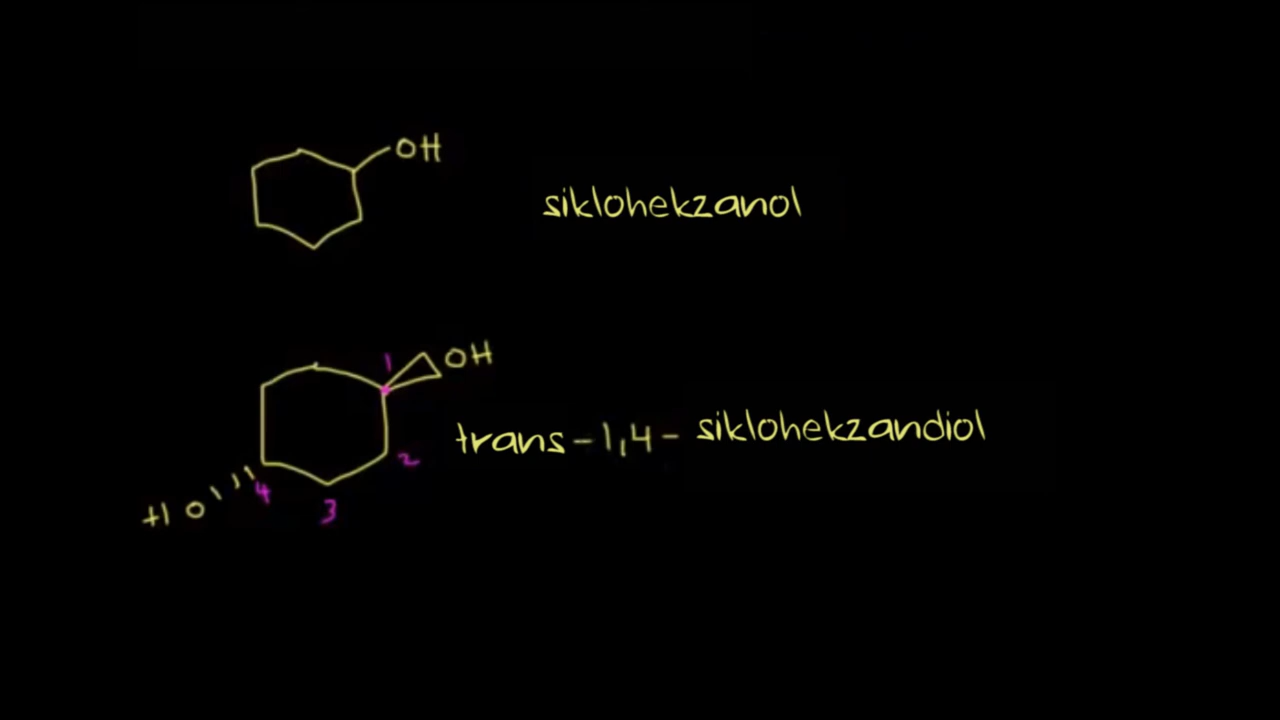 OH
siklohekzanol
1
OH
trans-1,4- siklohekzandiol
2
4
HO
3